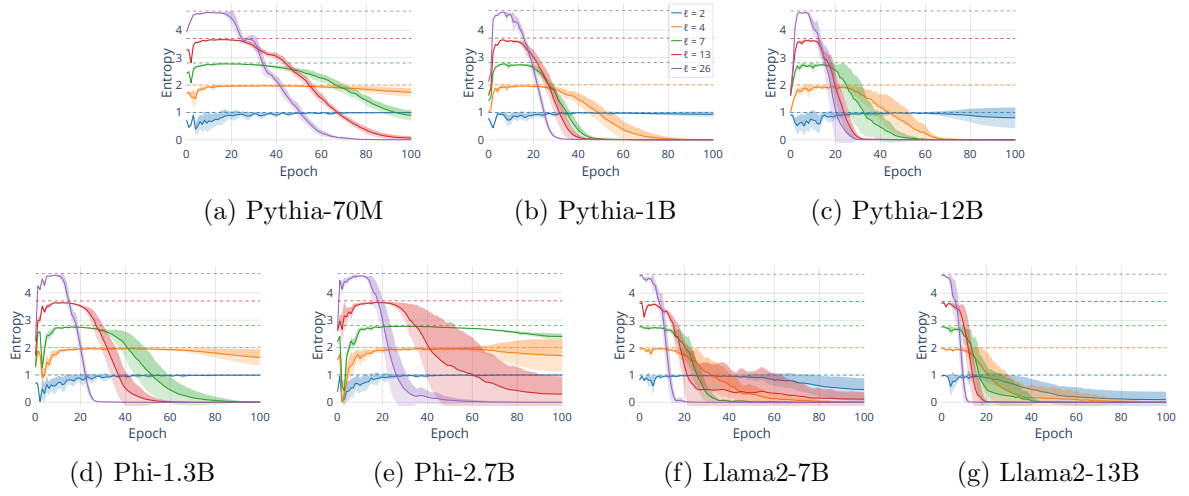 4
3
2
1
0
Entropy
0
20
40
60
80
100
Epoch
(a) Pythia-70M
4
3
2
1
0
Entropy
0
20
40
60
80
100
Epoch
ℓ = 2
ℓ = 4
ℓ = 7
ℓ = 13
ℓ = 26
(b) Pythia-1B
4
3
2
1
0
Entropy
0
20
40
60
80
100
Epoch
(c) Pythia-12B
4
3
2
1
0
Entropy
0
20
40
60
80
100
Epoch
(d) Phi-1.3B
4
3
2
1
0
Entropy
0
20
40
60
80
100
Epoch
(e) Phi-2.7B
4
3
2
1
0
Entropy
0
20
40
60
80
100
Epoch
(f) Llama2-7B
4
3
2
1
0
Entropy
0
20
40
60
80
100
Epoch
(g) Llama2-13B